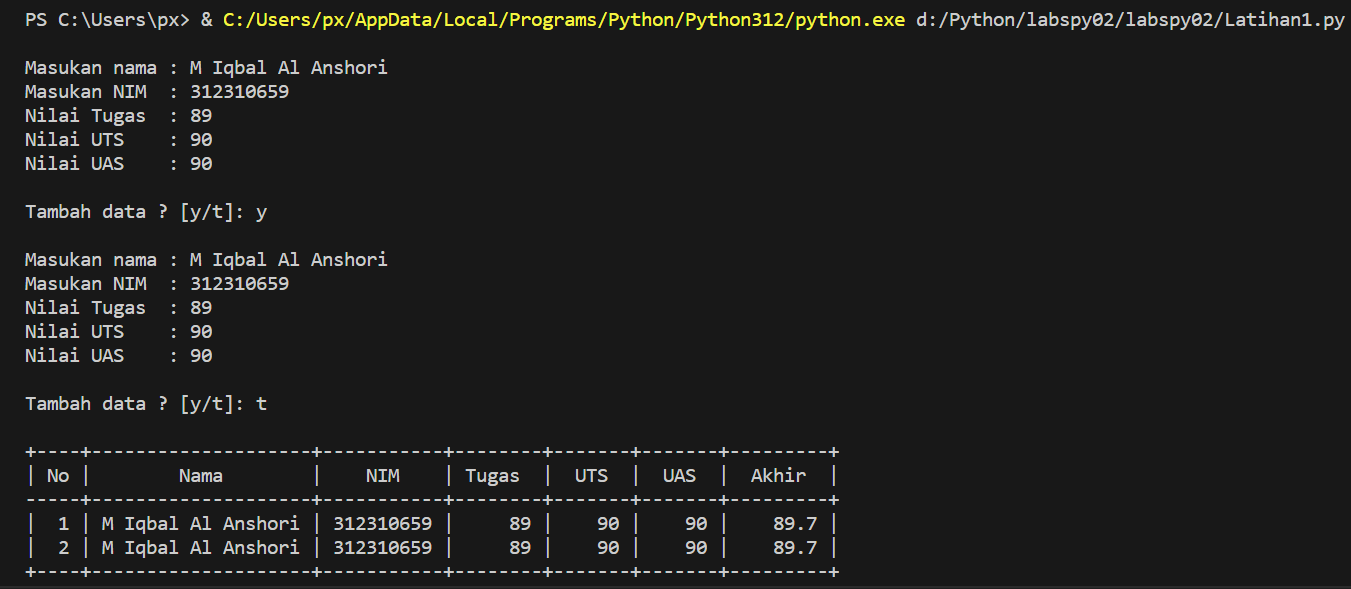 PS C:\Users\px> & C:/Users/px/AppData/Local/Programs/Python/Python312/python.exe d:/Python/labspy02/labspy02/Latihan1.py
Masukan nama : M Iqbal Al Anshori
Masukan NIM  : 312310659
Nilai Tugas  : 89
Nilai UTS    : 90
Nilai UAS    : 90
Tambah data ? [y/t]: y
Masukan nama : M Iqbal Al Anshori
Masukan NIM  : 312310659
Nilai Tugas  : 89
Nilai UTS    : 90
Nilai UAS    : 90
Tambah data ? [y/t]: t
+----+--------------------+-----------+--------+-------+-------+---------+
| No |        Nama        |    NIM    | Tugas  |  UTS  |  UAS  |  Akhir  |
-----+--------------------+-----------+--------+-------+-------+---------+
|  1 | M Iqbal Al Anshori | 312310659 |     89 |    90 |    90 |    89.7 |
|  2 | M Iqbal Al Anshori | 312310659 |     89 |    90 |    90 |    89.7 |
+----+--------------------+-----------+--------+-------+-------+---------+